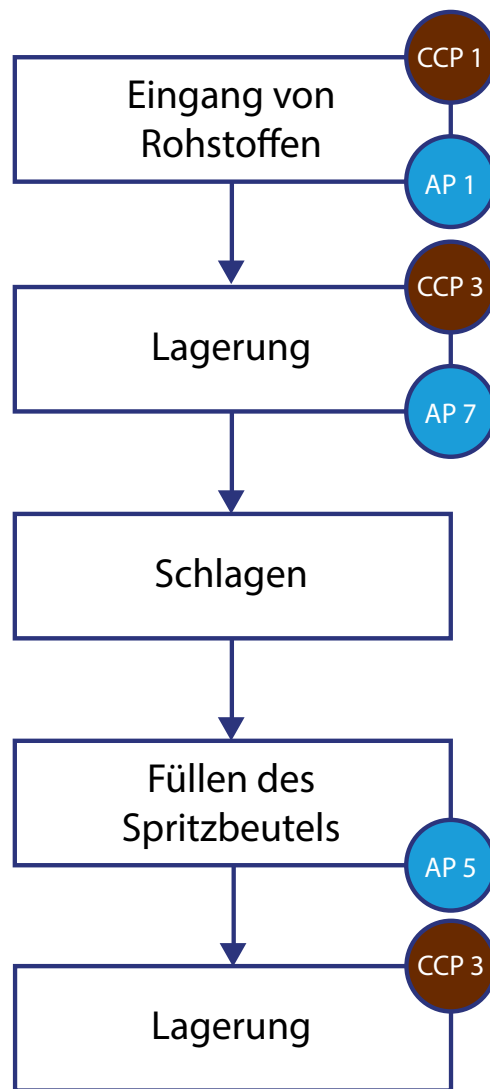 CCP 1
Eingang von
Rohstoffen
AP 1
CCP 3
Lagerung
AP 7
Schlagen
Füllen des
Spritzbeutels
AP 5
CCP 3
Lagerung